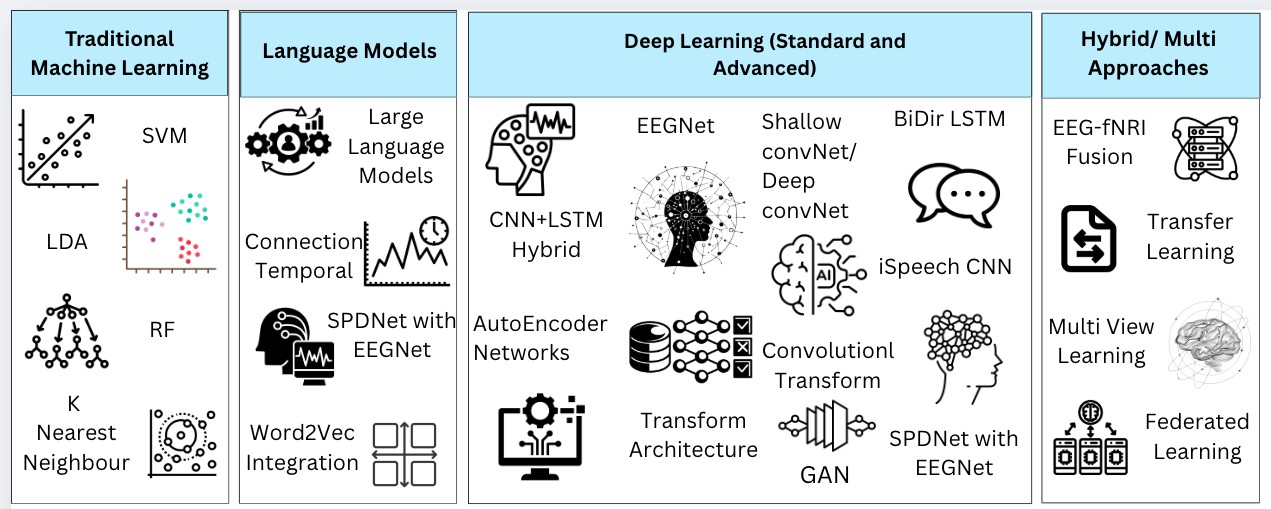 Traditional
Machine Learning
SVM
LDA
RF
K
Nearest
Neighbour
Language Models
Large
Language
Models
Connection
Temporal
SPDNet with
EEGNet
Word2Vec
Integration
Deep Learning (Standard and
Advanced)
CNN+LSTM
Hybrid
EEGNet
Shallow
convNet/
Deep
convNet
BiDir LSTM
AI
iSpeech CNN
AutoEncoder
Networks
Convolutionl
Transform
Transform
Architecture
GAN
SPDNet with
EEGNet
Hybrid/ Multi
Approaches
EEG-fNRI
Fusion
Transfer
Learning
Multi View
Learning
Federated
Learning